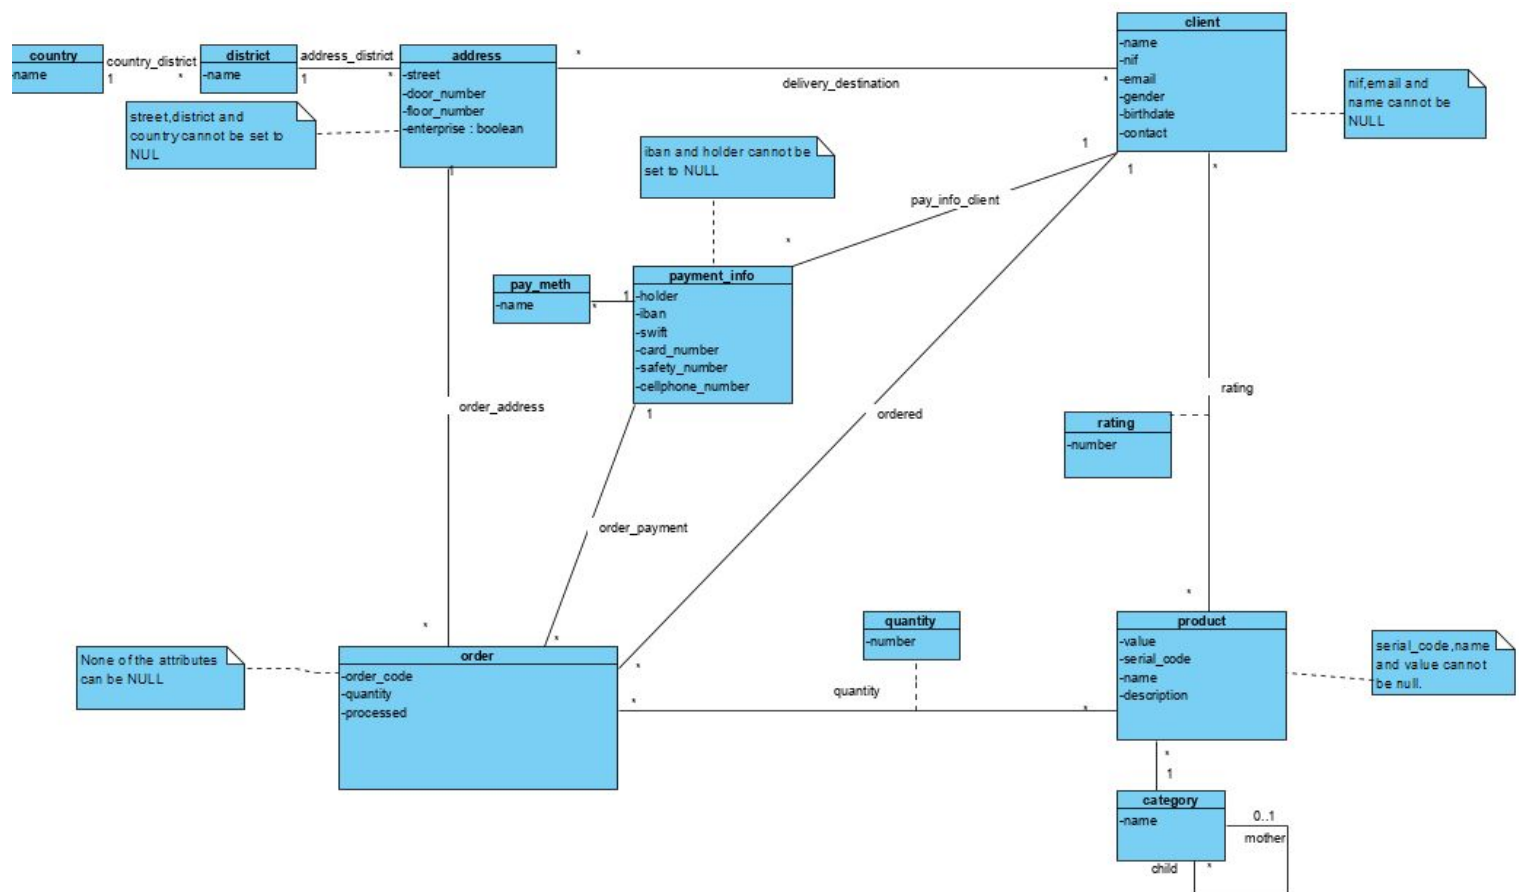 client
-name
-nif
-email
-gender
-birthdate
-contact
country
-name
country_district
1
*
district
-name
address_district
1
*
address
-street
-door_number
-floor_number
-enterprise : boolean
*
delivery_destination
*
nif,email and
name cannot be
NULL
street,district and
country cannot be set to
NUL
iban and holder cannot be
set to NULL
1
1
1
*
pay_info_client
*
pay_meth
-name
*
1
payment_info
-holder
-iban
-swift
-card_number
-safety_number
-cellphone_number
1
rating
order_address
ordered
rating
-number
order_payment
*
*
*
None of the attributes
can be NULL
order
-order_code
-quantity
-processed
*
*
quantity
-number
quantity
*
product
-value
-serial_code
-name
-description
serial_code,name
and value cannot
be null.
*
1
category
-name
0..1
mother
child
*